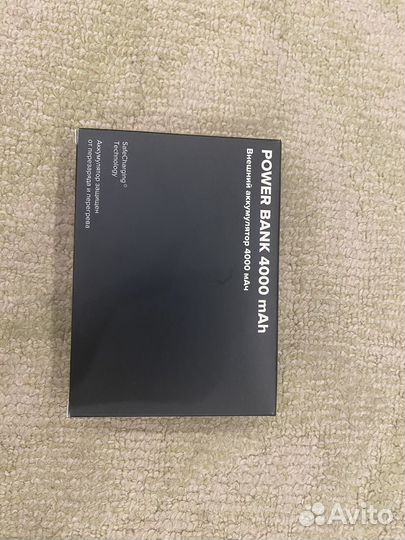 POWER BANK 4000 mAh
Внешний аккумулятор 4000 мАч
SafeCharging®
Technology
Аккумулятор защищен
от перезаряда и перегрева
Avito